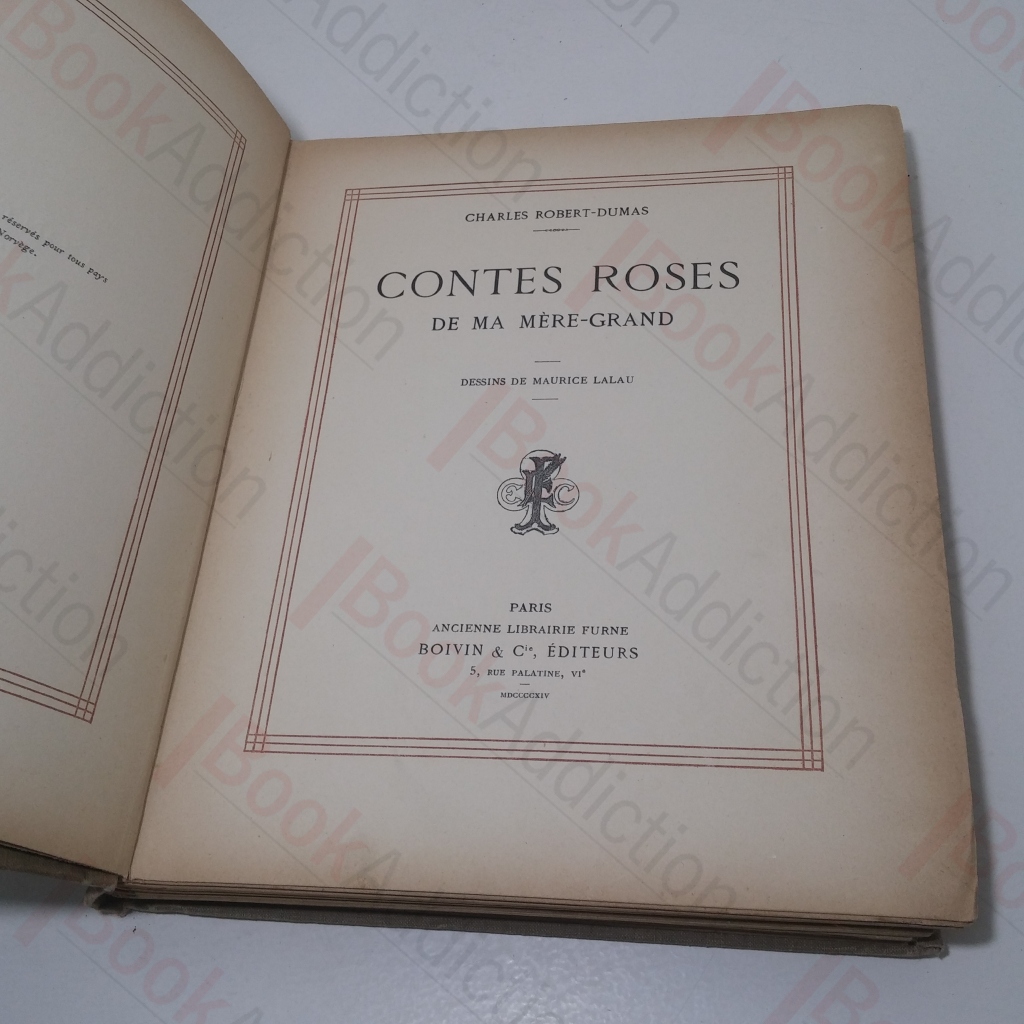 réservés pour tous pays
Norvège.
CHARLES ROBERT-DUMAS
CONTES ROSES
DE MA MÈRE-GRAND
DESSINS DE MAURICE LALAU
PARIS
ANCIENNE LIBRAIRIE FURNE
BOIVIN & Cie, ÉDITEURS
5, RUE PALATINE, VIe
MDCCCCXIV
BookAddiction